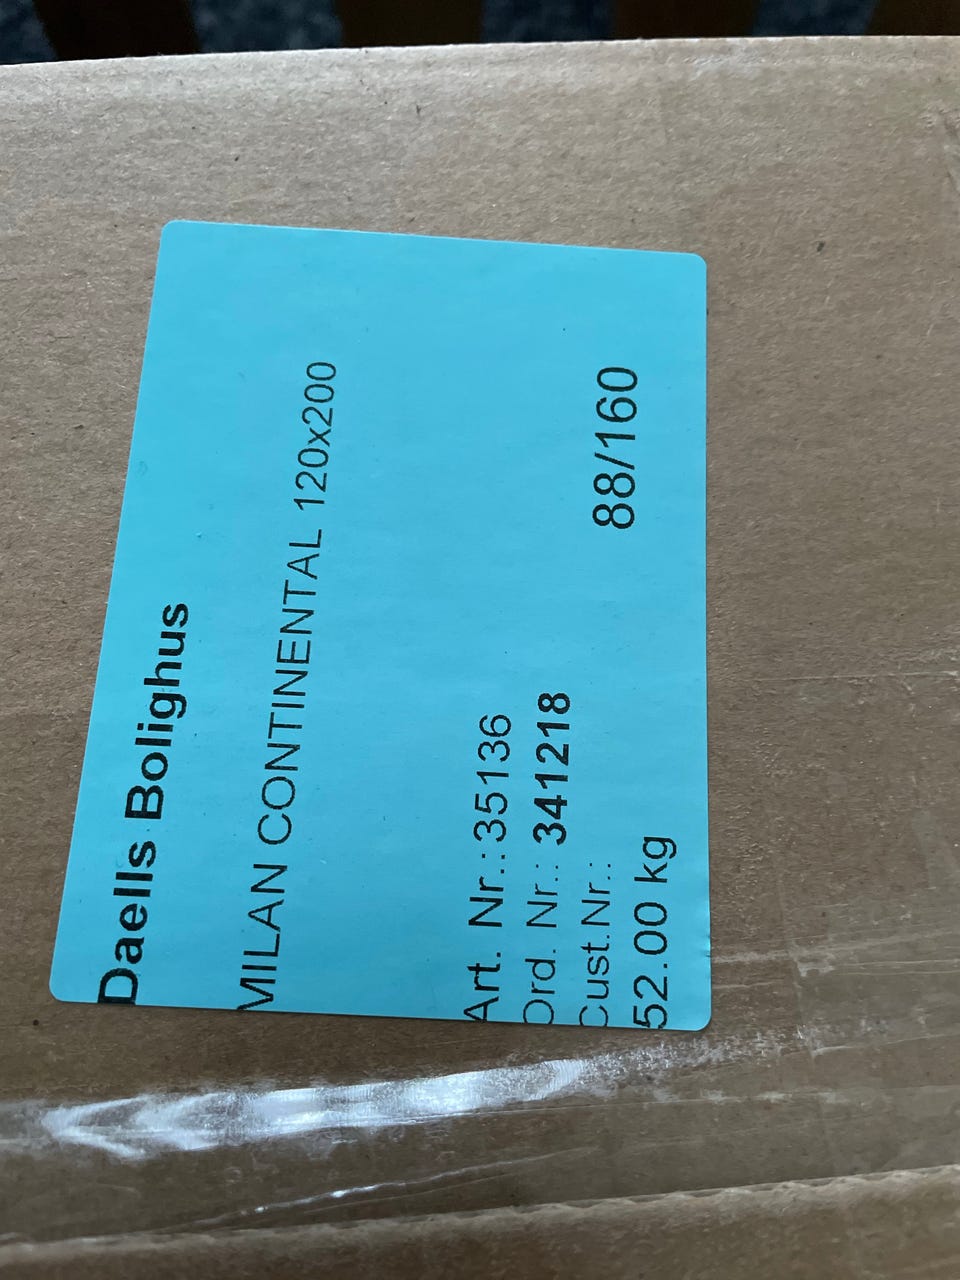 Daells Bolighus
MILAN CONTINENTAL 120x200
Art. Nr.:35136
Ord. Nr.: 341218
Cust.Nr.:
88/160
52.00 kg